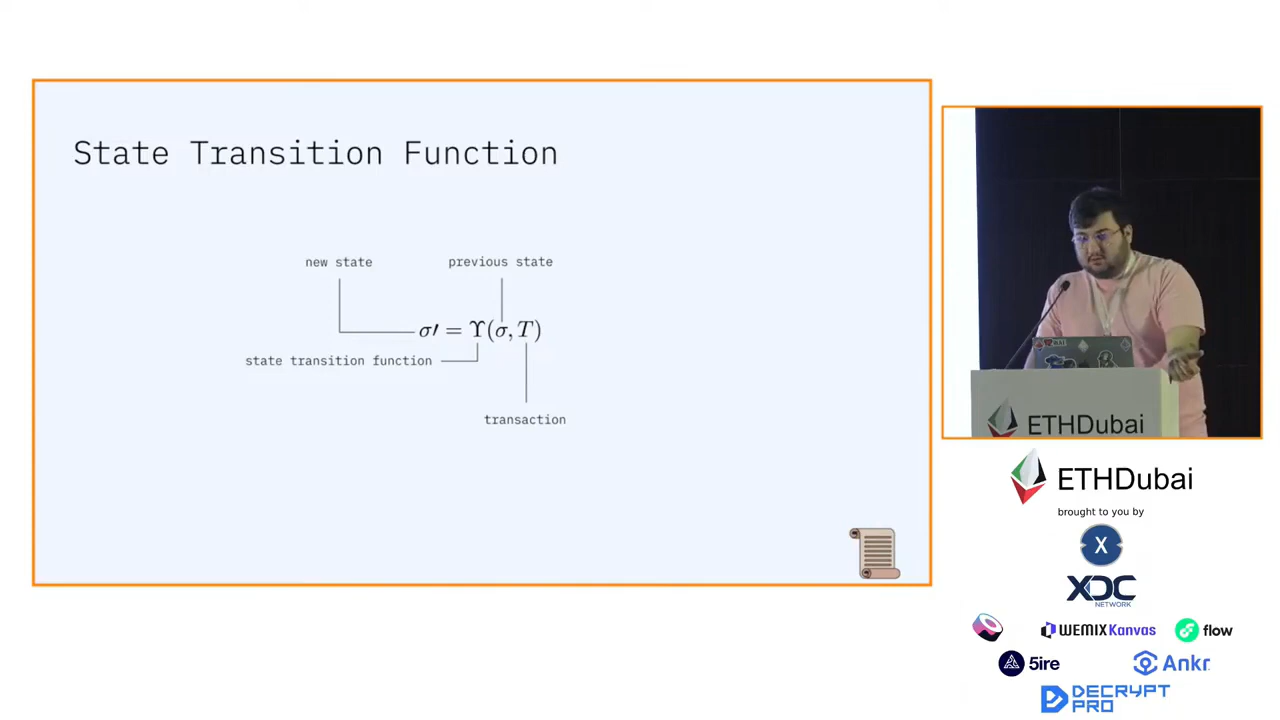 State Transition Function
new state
previous state
σ′ = Υ(σ, T)
state transition function
transaction
ETHDubai
ETHDubai
brought to you by
X
XDC
NETWORK
WEMIX Kanvas
flow
5ire
Ankr
DECRYPT
PRO